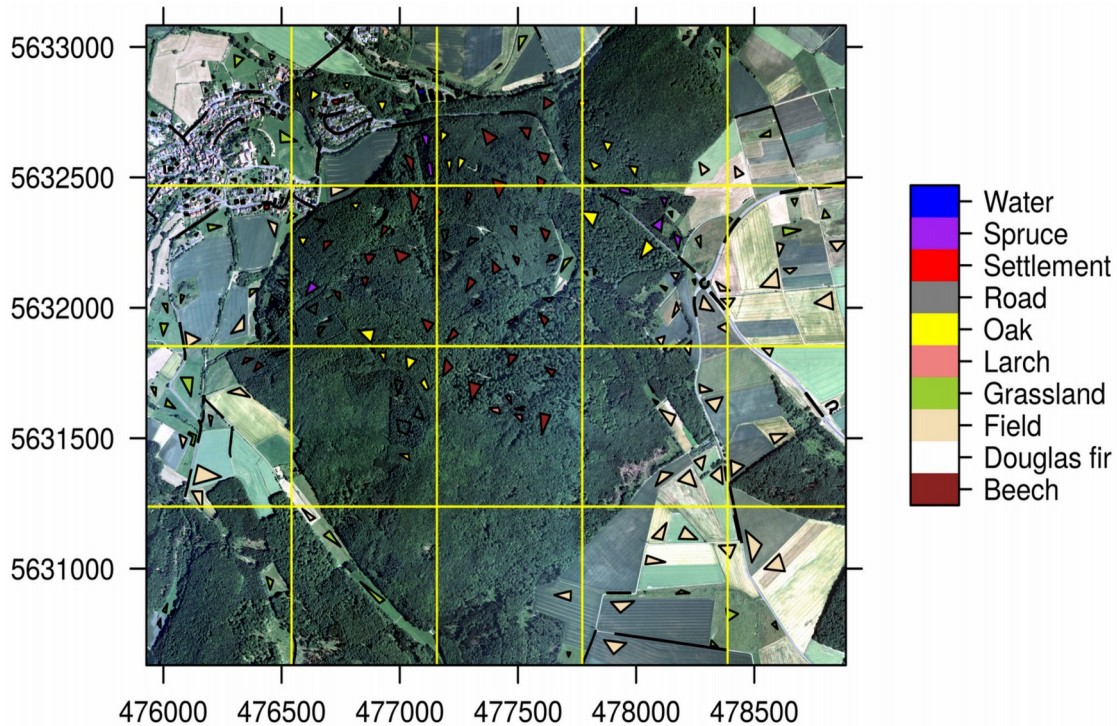 5633000
5632500
5632000
5631500
5631000
476000
476500
477000
477500
478000
478500
Water
Spruce
Settlement
Road
Oak
Larch
Grassland
Field
Douglas fir
Beech